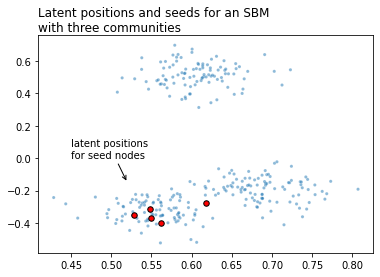 Latent positions and seeds for an SBM
with three communities
0.6
0.4
0.2
0.0
−0.2
−0.4
latent positions
for seed nodes
0.45 0.50 0.55 0.60 0.65 0.70 0.75 0.80